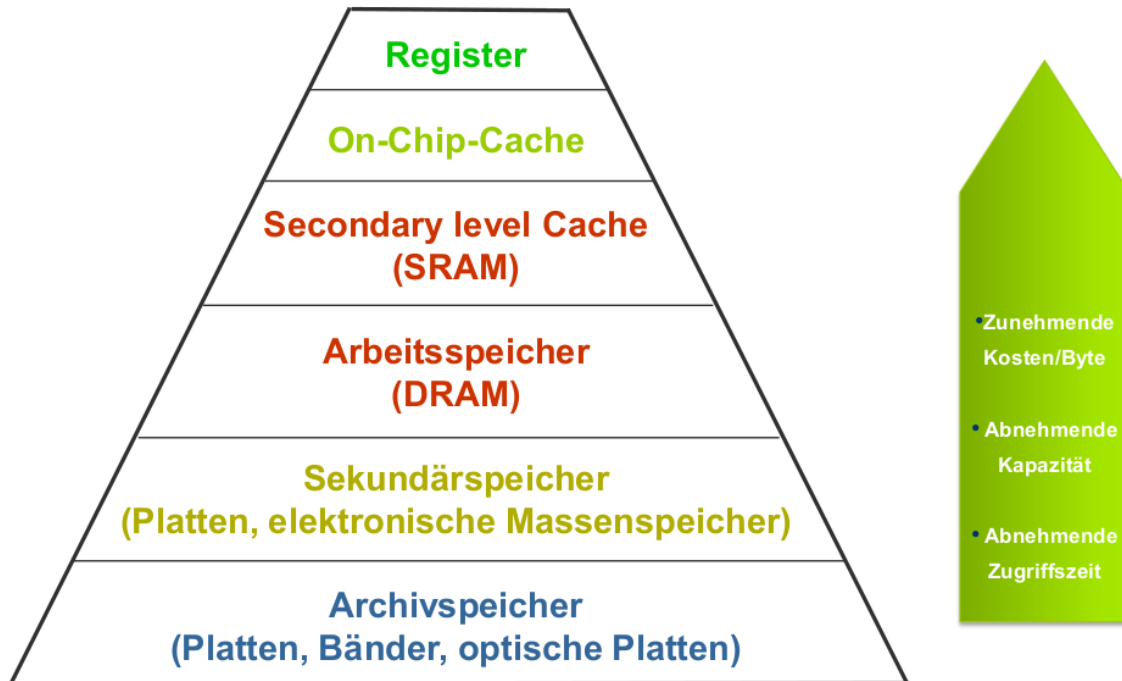 Register
On-Chip-Cache
Secondary level Cache
(SRAM)
Arbeitsspeicher
(DRAM)
Sekundärspeicher
(Platten, elektronische Massenspeicher)
Archivspeicher
(Platten, Bänder, optische Platten)
•Zunehmende
Kosten/Byte
• Abnehmende
Kapazität
• Abnehmende
Zugriffszeit